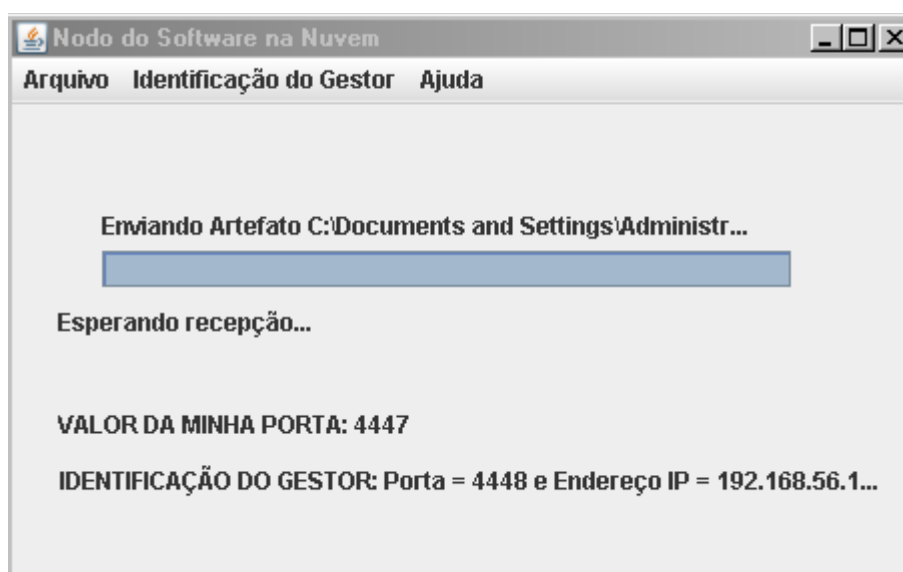 Nodo do Software na Nuvem
Arquivo Identificação do Gestor Ajuda
Enviando Artefato C:\Documents and Settings\Administr...
Esperando recepção...
VALOR DA MINHA PORTA: 4447
IDENTIFICAÇÃO DO GESTOR: Porta = 4448 e Endereço IP = 192.168.56.1...